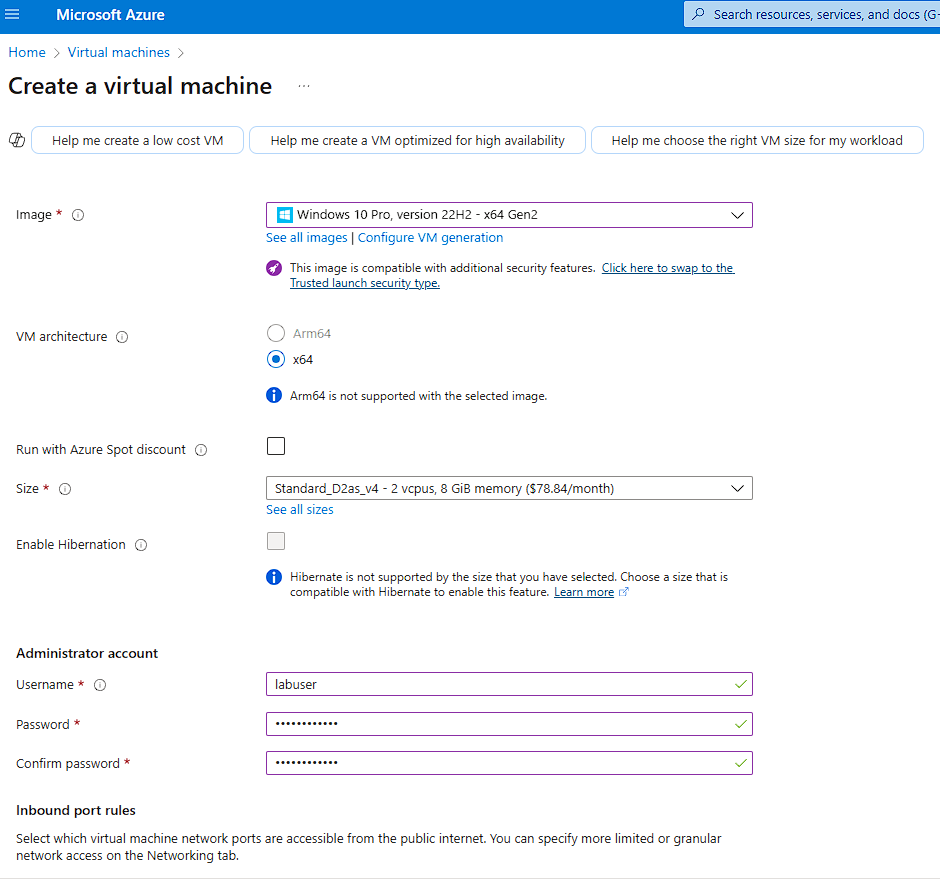 Microsoft Azure
Search resources, services, and docs (G+
Home > Virtual machines >
Create a virtual machine ...
Help me create a low cost VM
Help me create a VM optimized for high availability
Help me choose the right VM size for my workload
Image *
Windows 10 Pro, version 22H2 - x64 Gen2
See all images | Configure VM generation
This image is compatible with additional security features. Click here to swap to the
Trusted launch security type.
VM architecture
Arm64
x64
Arm64 is not supported with the selected image.
Run with Azure Spot discount
Size *
Standard_D2as_v4 - 2 vcpus, 8 GiB memory ($78.84/month)
See all sizes
Enable Hibernation
Hibernate is not supported by the size that you have selected. Choose a size that is
compatible with Hibernate to enable this feature. Learn more
Administrator account
Username *
labuser
Password *
••••••••••••
Confirm password *
••••••••••••
Inbound port rules
Select which virtual machine network ports are accessible from the public internet. You can specify more limited or granular
network access on the Networking tab.